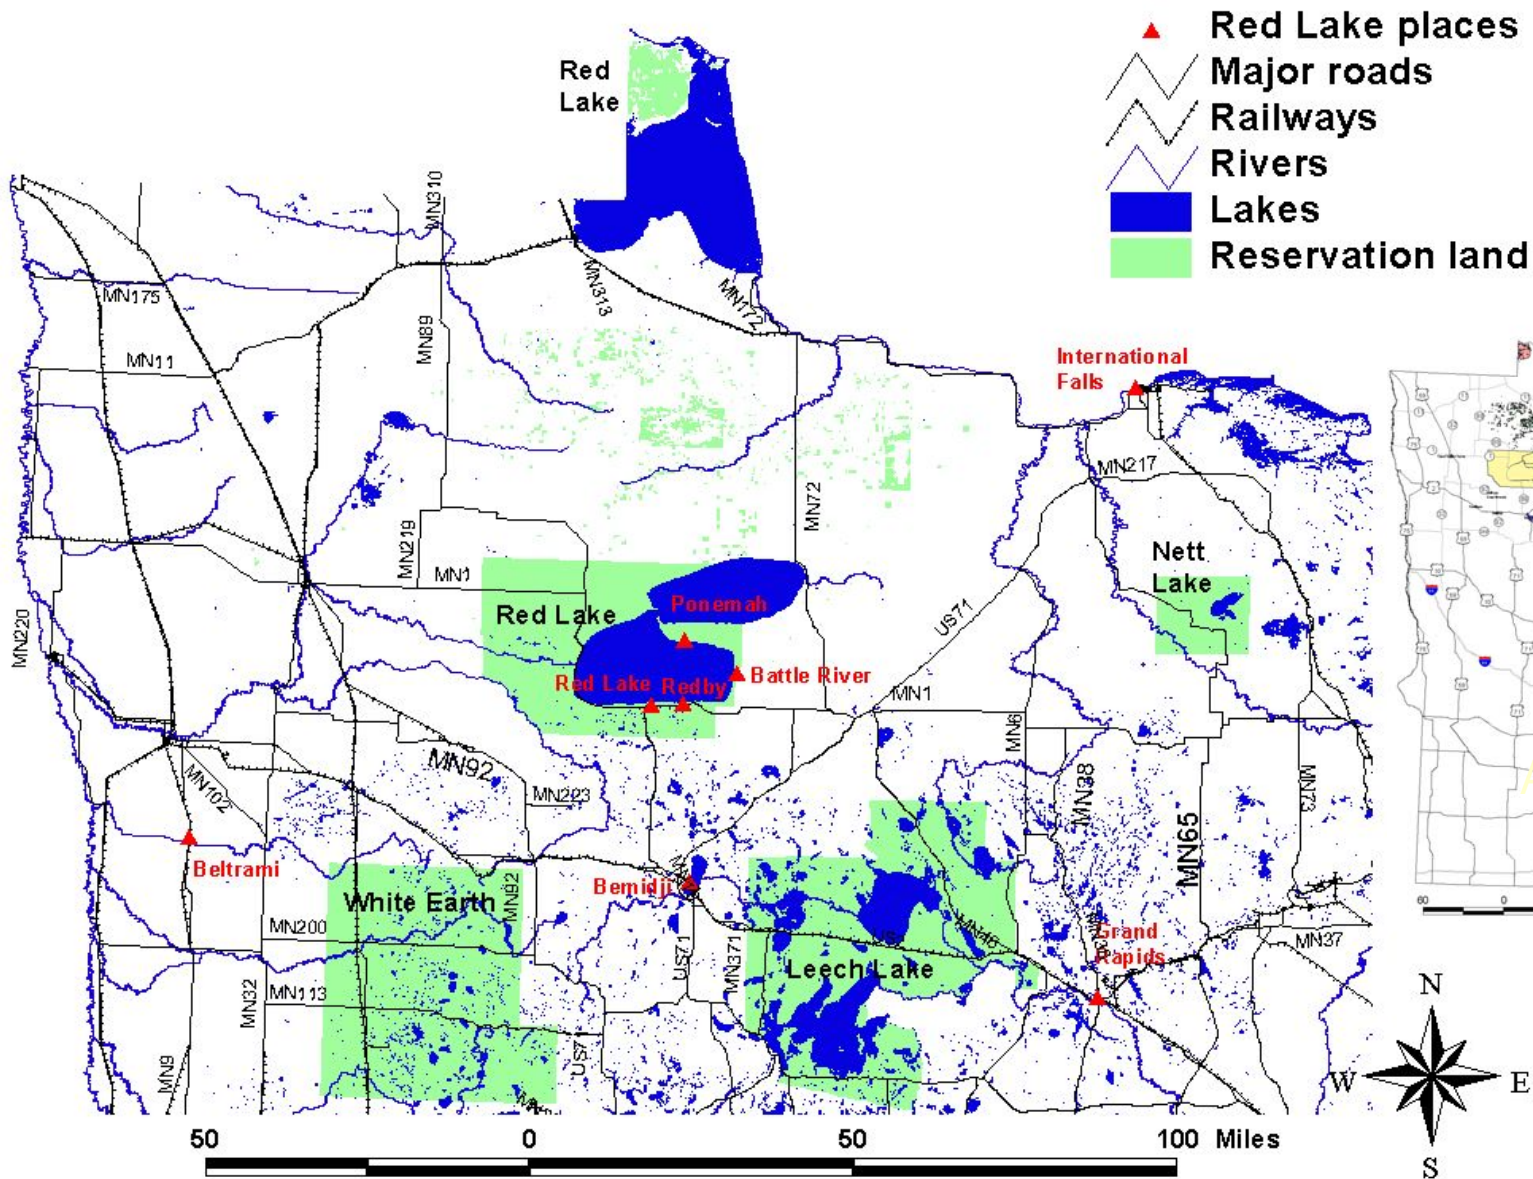 Red Lake places
Major roads
Railways
Rivers
Lakes
Reservation land
Red
Lake
MN310
MN175
MN313
MN172
MN89
MN11
International
Falls
MN217
MN72
MN219
MN1
Nett
Lake
Red Lake
Ponemah
US71
MN220
Battle River
Red Lake
Redby
MN1
MN6
MN92
MN102
MN223
MN38
MN73
MN65
Beltrami
Bemidji
White Earth
MN92
MN200
US71
MN371
MN46
Grand
Rapids
MN37
Leech Lake
MN32
MN113
MN9
US71
N
W
E
S
50
0
50
100 Miles
60
0